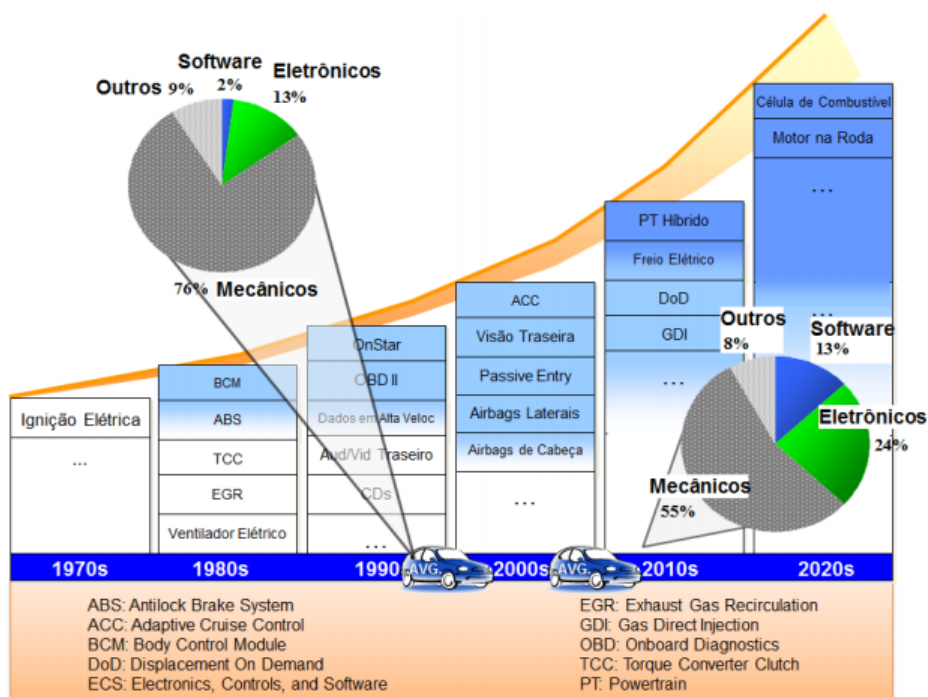 Software
2%
Eletrônicos
13%
Outros 9%
76% Mecânicos
Ignição Elétrica
...
BCM
ABS
TCC
EGR
Ventilador Elétrico
OnStar
OBD II
Dados em Alta Veloc
Aud/Vid Traseiro
CDs
...
ACC
Visão Traseira
Passive Entry
Airbags Laterais
Airbags de Cabeça
...
PT Híbrido
Freio Elétrico
DoD
GDI
...
Célula de Combustível
Motor na Roda
...
...
Outros
8%
Software
13%
Eletrônicos
24%
Mecânicos
55%
1970s 1980s 1990s AVG. 2000s AVG. 2010s 2020s
ABS: Antilock Brake System
ACC: Adaptive Cruise Control
BCM: Body Control Module
DoD: Displacement On Demand
ECS: Electronics, Controls, and Software
EGR: Exhaust Gas Recirculation
GDI: Gas Direct Injection
OBD: Onboard Diagnostics
TCC: Torque Converter Clutch
PT: Powertrain